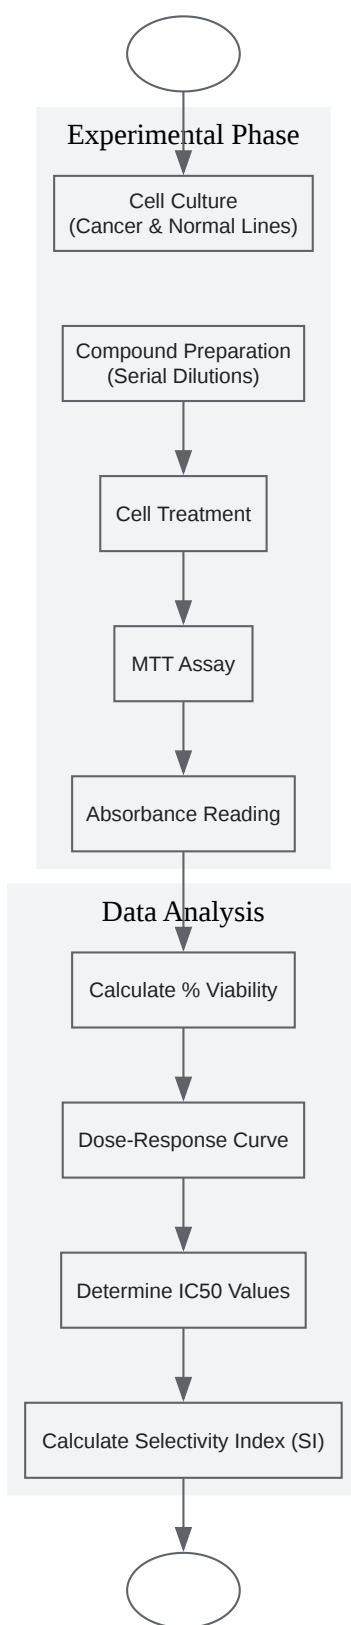 Experimental Phase
Cell Culture
(Cancer & Normal Lines)
Compound Preparation
(Serial Dilutions)
Cell Treatment
MTT Assay
Absorbance Reading
Data Analysis
Calculate % Viability
Dose-Response Curve
Determine IC50 Values
Calculate Selectivity Index (SI)